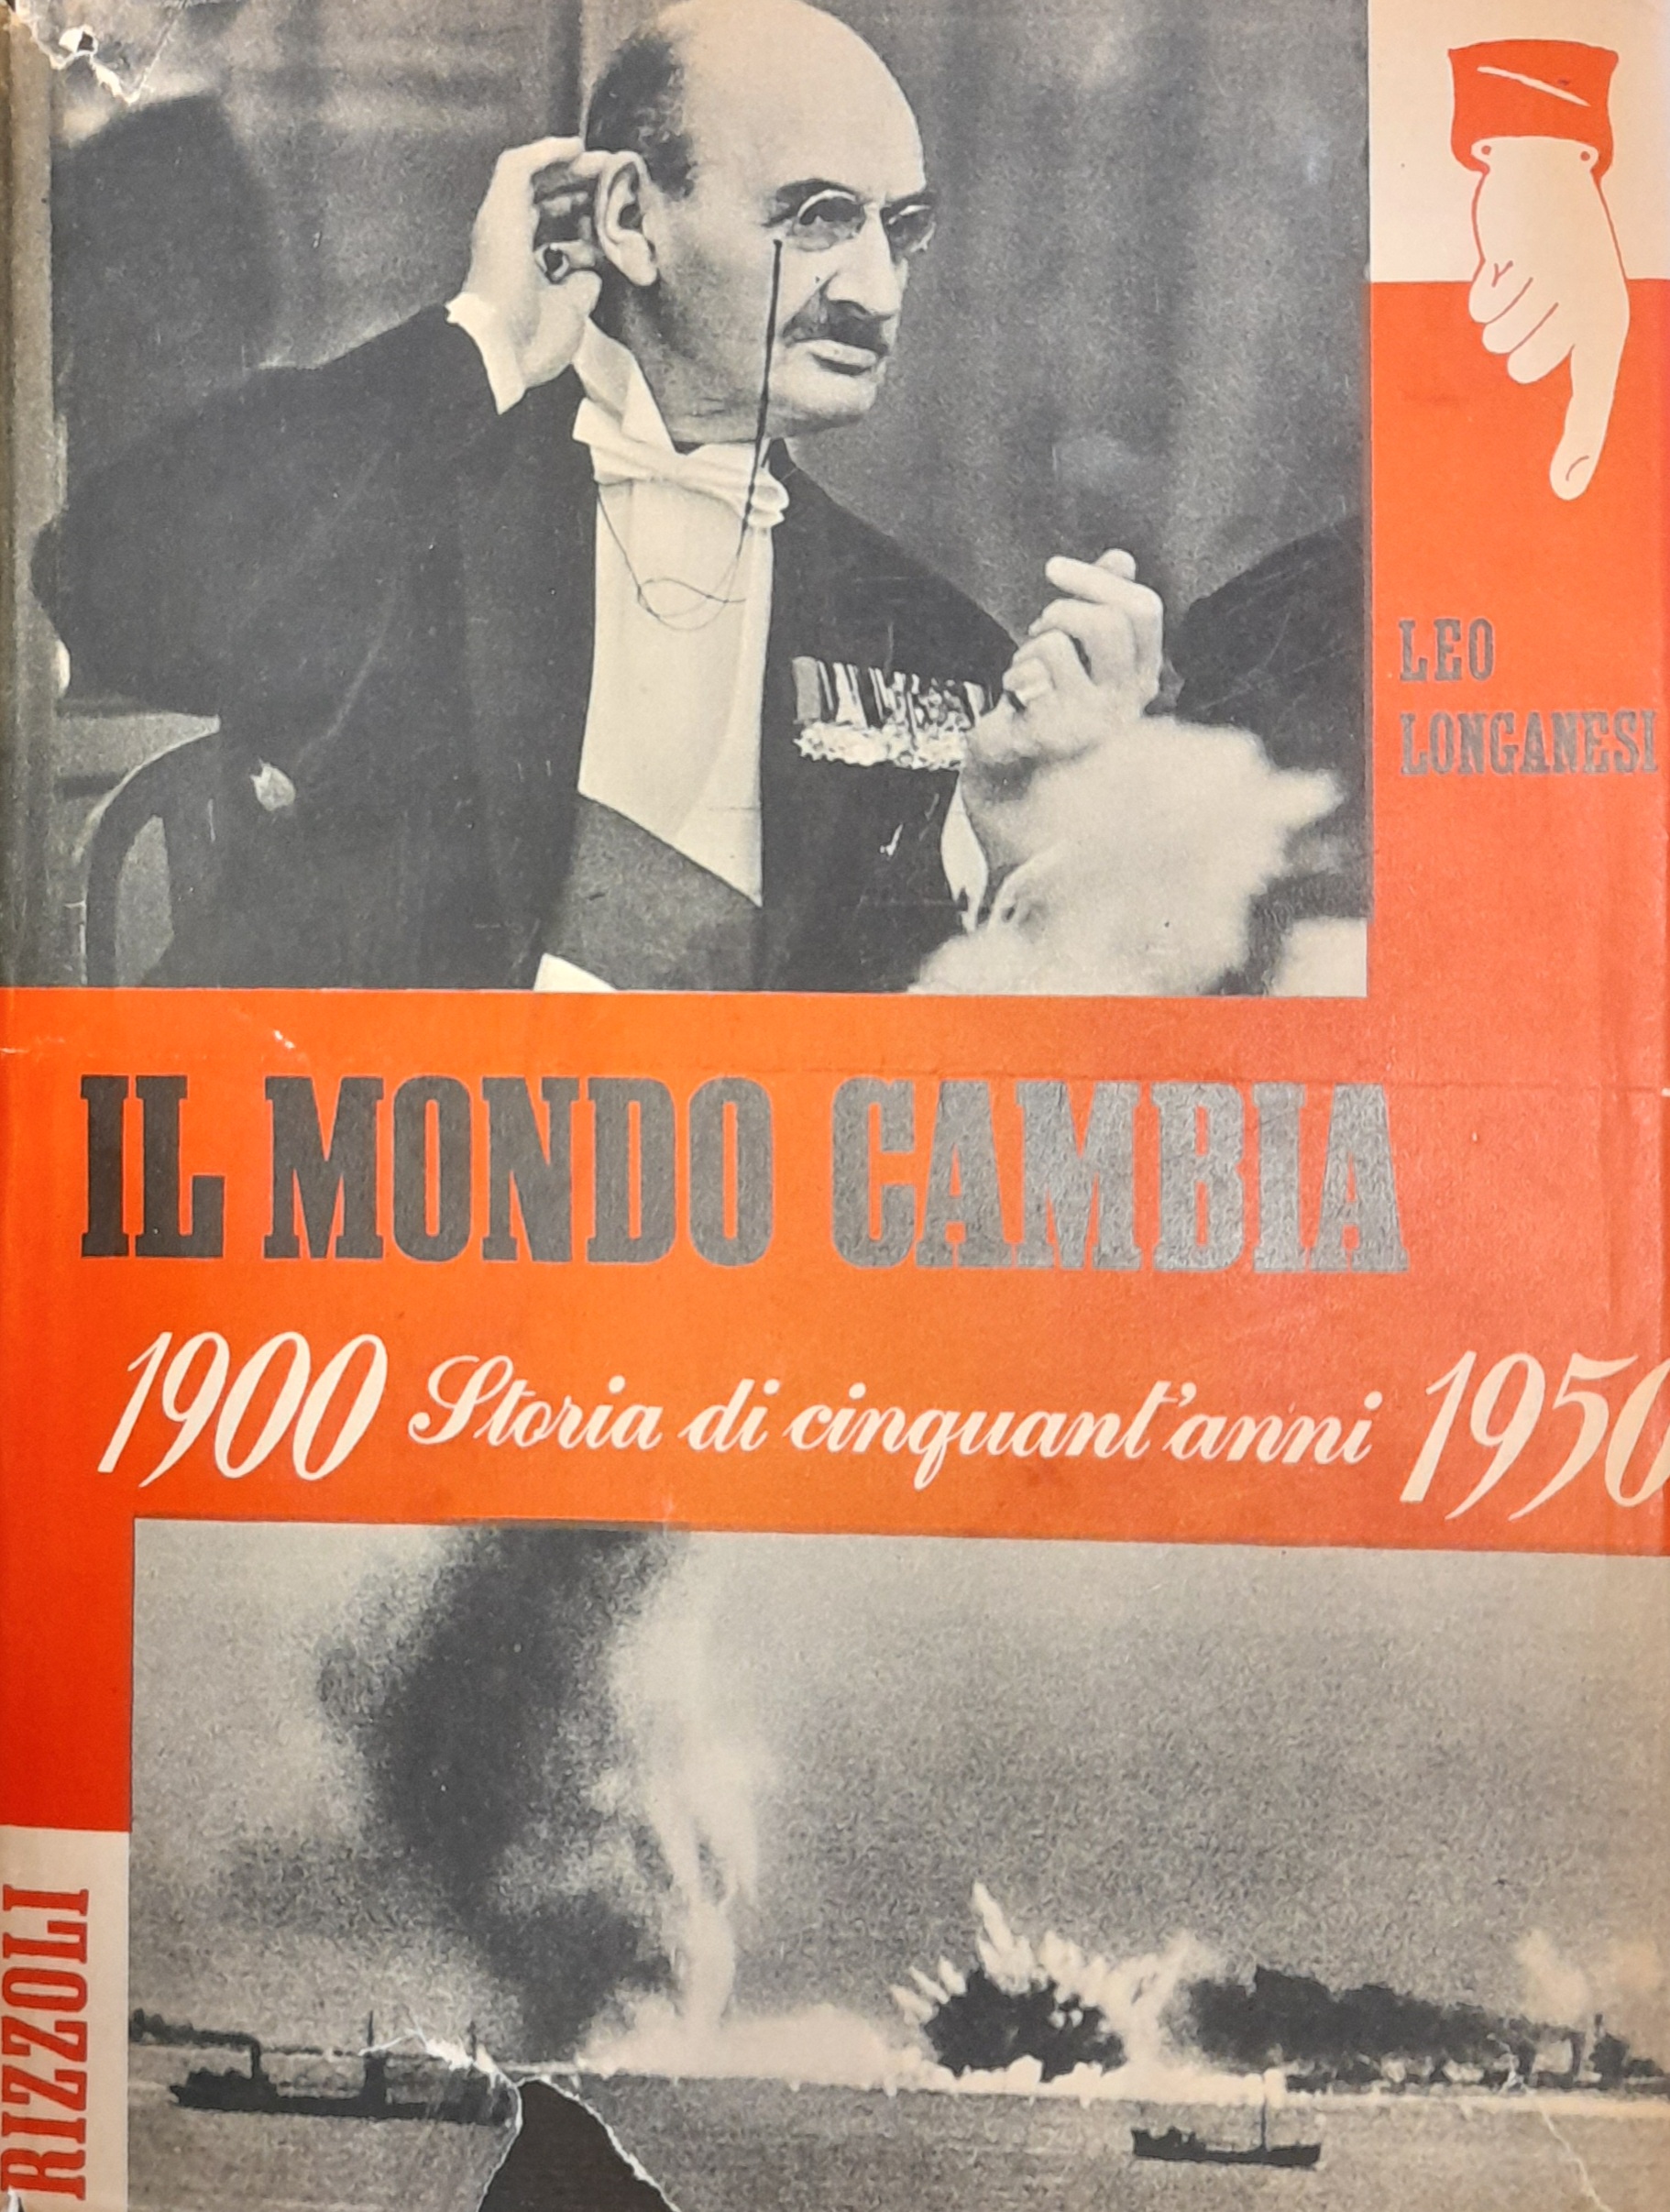 LEO
LONGANESI
IL MONDO CAMBIA
1900 Storia di cinquant'anni 1950
RIZZOLI